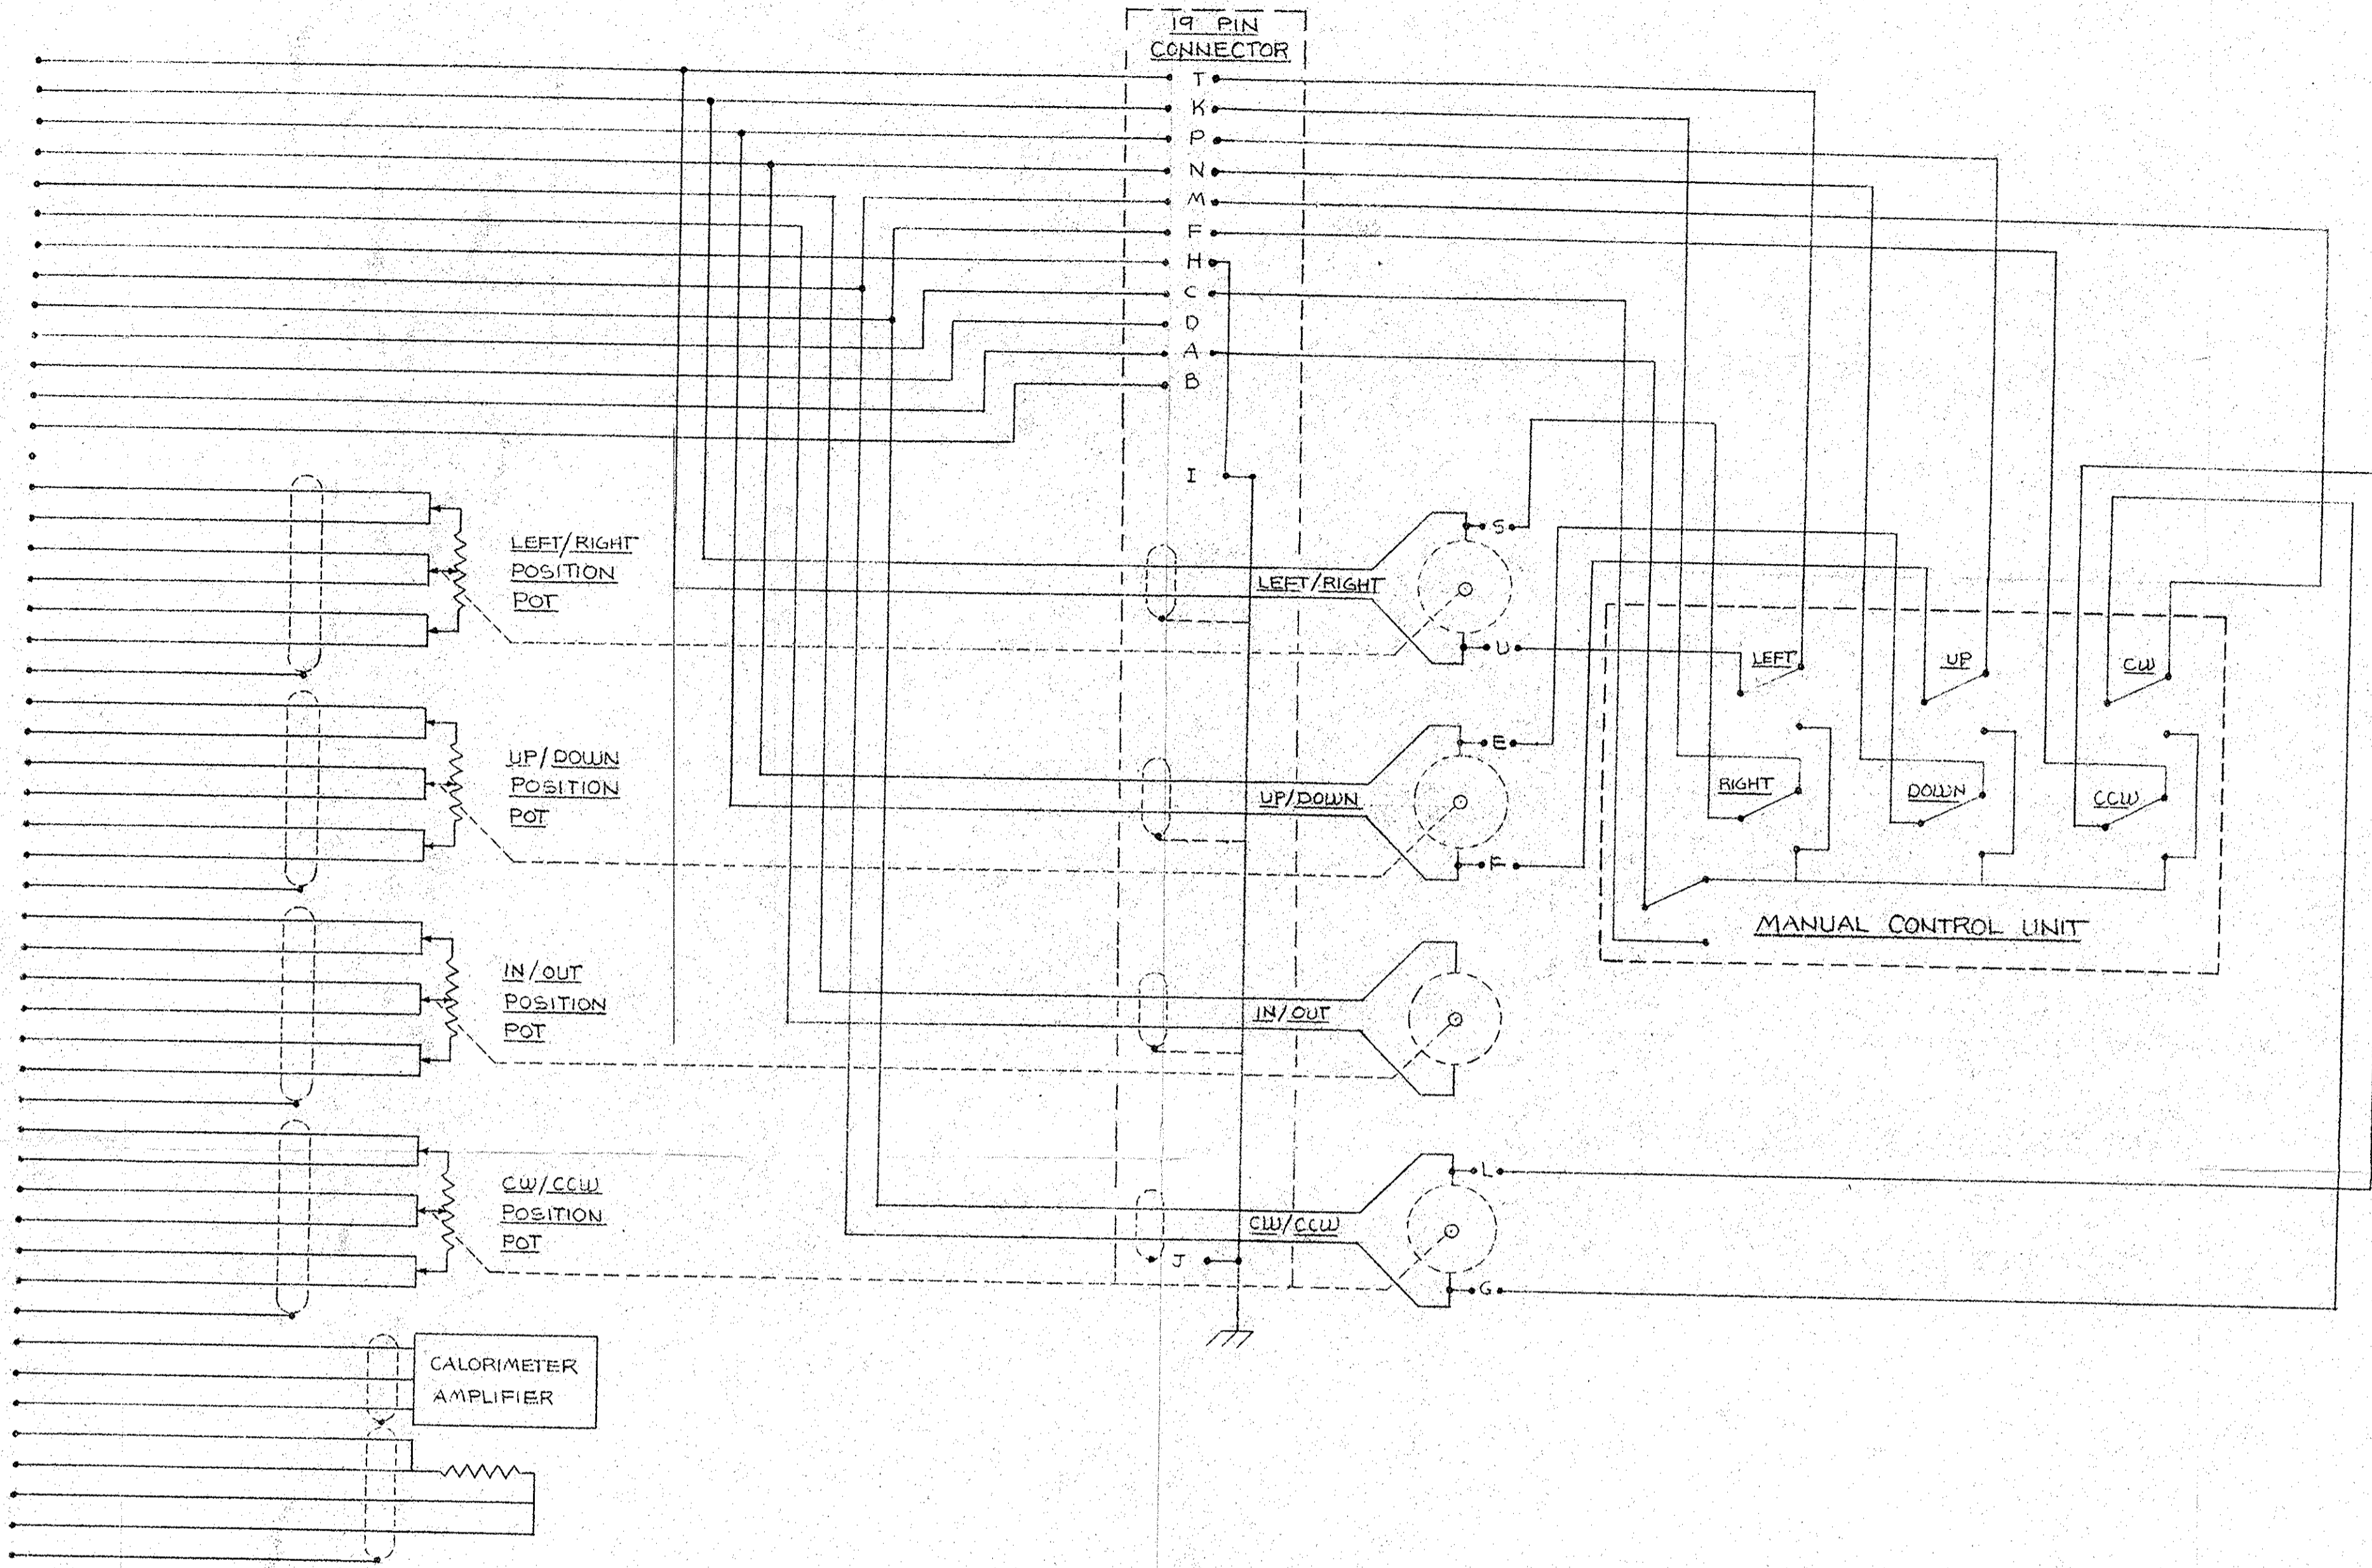 19 PIN
CONNECTOR
T
K
P
N
M
F
H
C
D
A
B
I
LEFT/RIGHT
POSITION
POT
LEFT/RIGHT
S
U
LEFT
UP
CW
UP/DOWN
POSITION
POT
UP/DOWN
E
F
RIGHT
DOWN
CCW
MANUAL CONTROL UNIT
IN/OUT
POSITION
POT
IN/OUT
CW/CCW
POSITION
POT
CW/CCW
L
J
G
CALORIMETER
AMPLIFIER